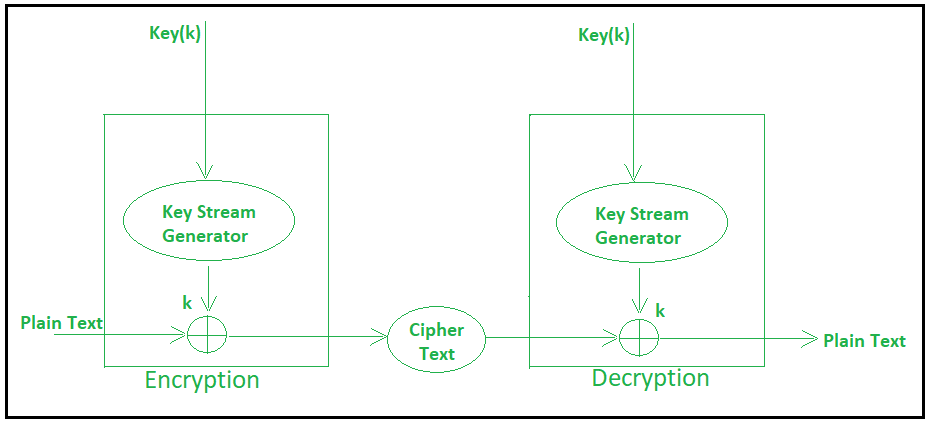 Key(k)
Key(k)
Key Stream
Generator
Key Stream
Generator
k
k
Plain Text
Cipher
Text
Plain Text
Encryption
Decryption